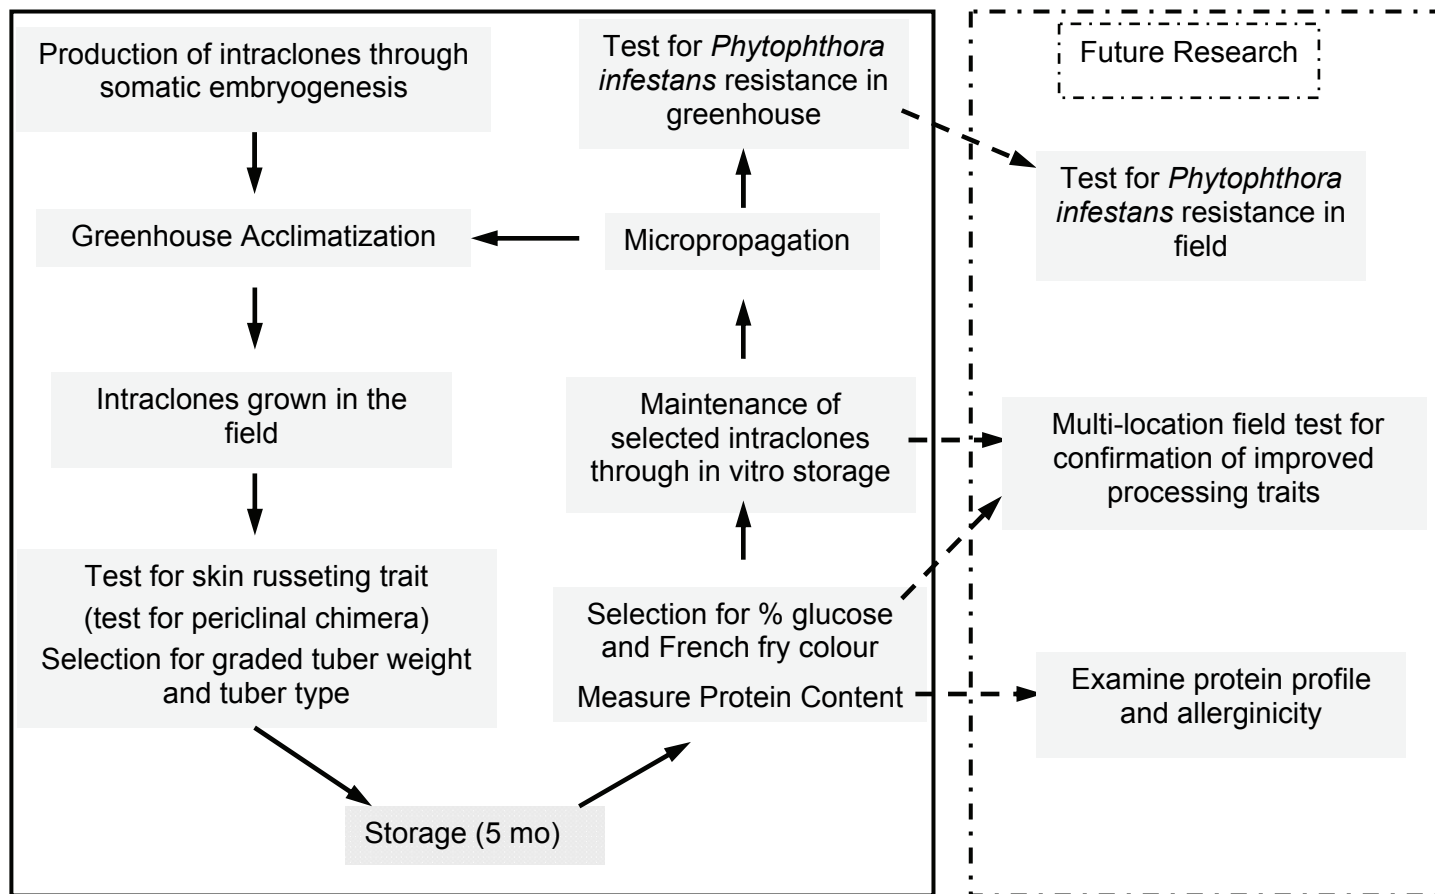 Production of intraclones through
somatic embryogenesis
Greenhouse Acclimatization
Intraclones grown in the
field
Test for skin russeting trait
(test for periclinal chimera)
Selection for graded tuber weight
and tuber type
Storage (5 mo)
Test for Phytophthora
infestans resistance in
greenhouse
Micropropagation
Maintenance of
selected intraclones
through in vitro storage
Selection for % glucose
and French fry colour
Measure Protein Content
Future Research
Test for Phytophthora
infestans resistance in
field
Multi-location field test for
confirmation of improved
processing traits
Examine protein profile
and allerginicity